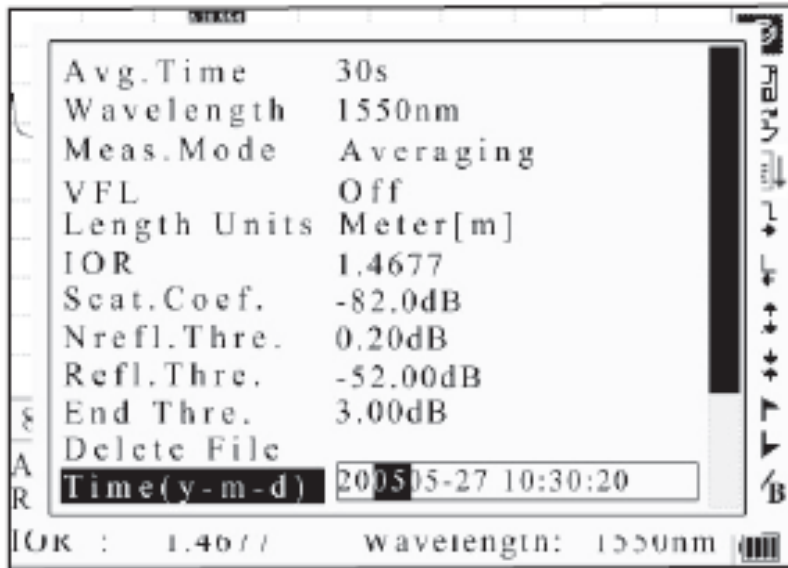 Avg.Time 30s
Wavelength 1550nm
Meas.Mode Averaging
VFL Off
Length Units Meter[m]
IOR 1.4677
Scat.Coef. -82.0dB
Nrefl.Thre. 0.20dB
Refl.Thre. -52.00dB
End Thre. 3.00dB
Delete File
Time(y-m-d) 200505-27 10:30:20
A
R
IOR : 1.4677 Wavelength: 1550nm